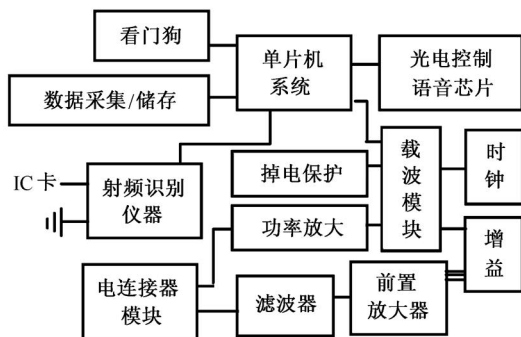 看门狗
单片机
系统
光电控制
语音芯片
数据采集/储存
IC卡
射频识别
仪器
掉电保护
载波模块
时钟
功率放大
增益
电连接器
模块
滤波器
前置
放大器